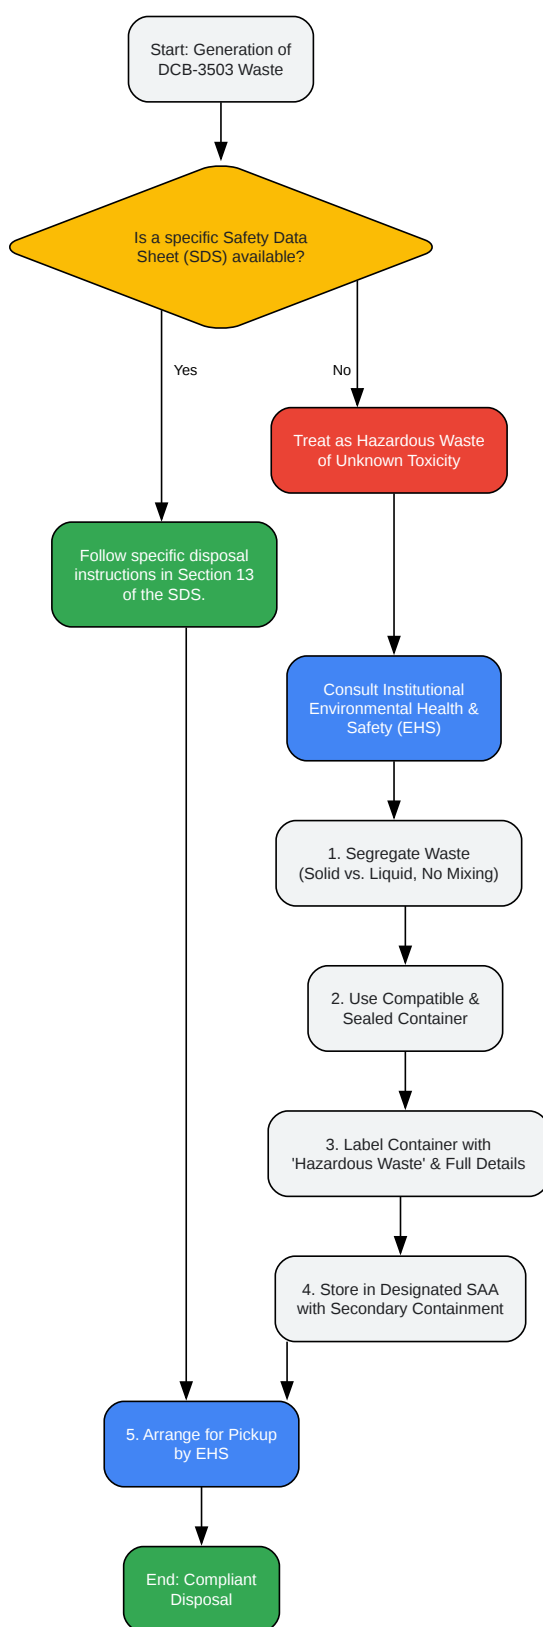 Start: Generation of
DCB-3503 Waste
Is a specific Safety Data
Sheet (SDS) available?
Yes
No
Treat as Hazardous Waste
of Unknown Toxicity
Follow specific disposal
instructions in Section 13
of the SDS.
Consult Institutional
Environmental Health &
Safety (EHS)
1. Segregate Waste
(Solid vs. Liquid, No Mixing)
2. Use Compatible &
Sealed Container
3. Label Container with
'Hazardous Waste' & Full Details
4. Store in Designated SAA
with Secondary Containment
5. Arrange for Pickup
by EHS
End: Compliant
Disposal